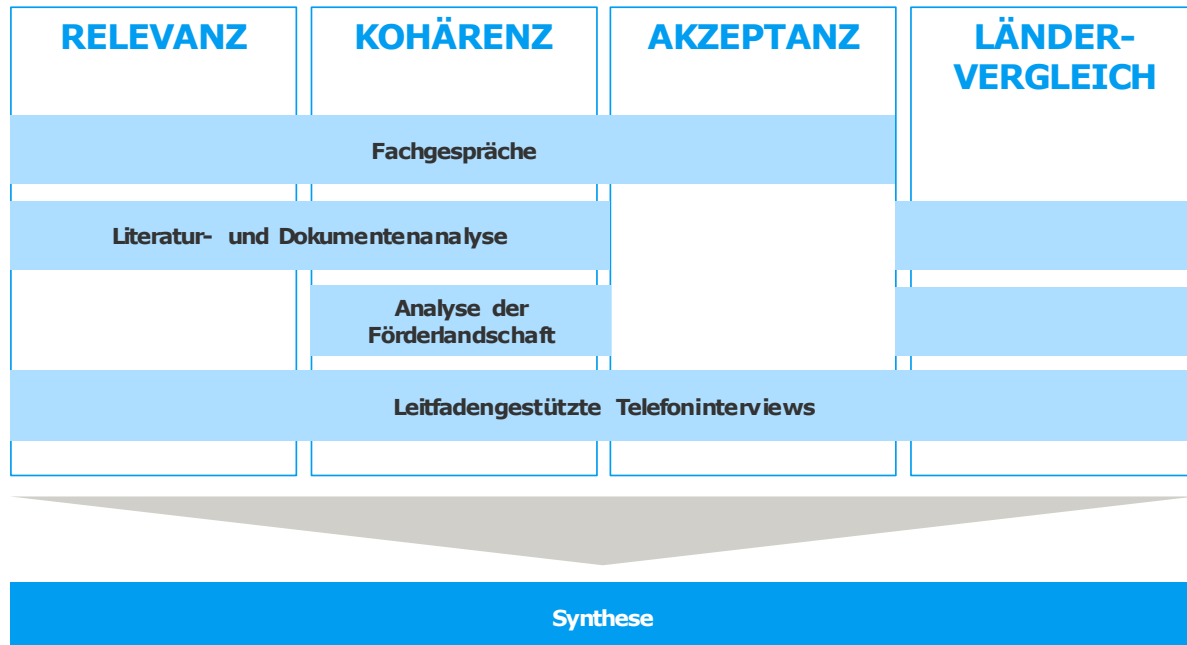 RELEVANZ
KOHÄRENZ
AKZEPTANZ
LÄNDER-
VERGLEICH
Fachgespräche
Literatur- und Dokumentenanalyse
Analyse der
Förderlandschaft
Leitfadengestützte Telefoninterviews
Synthese